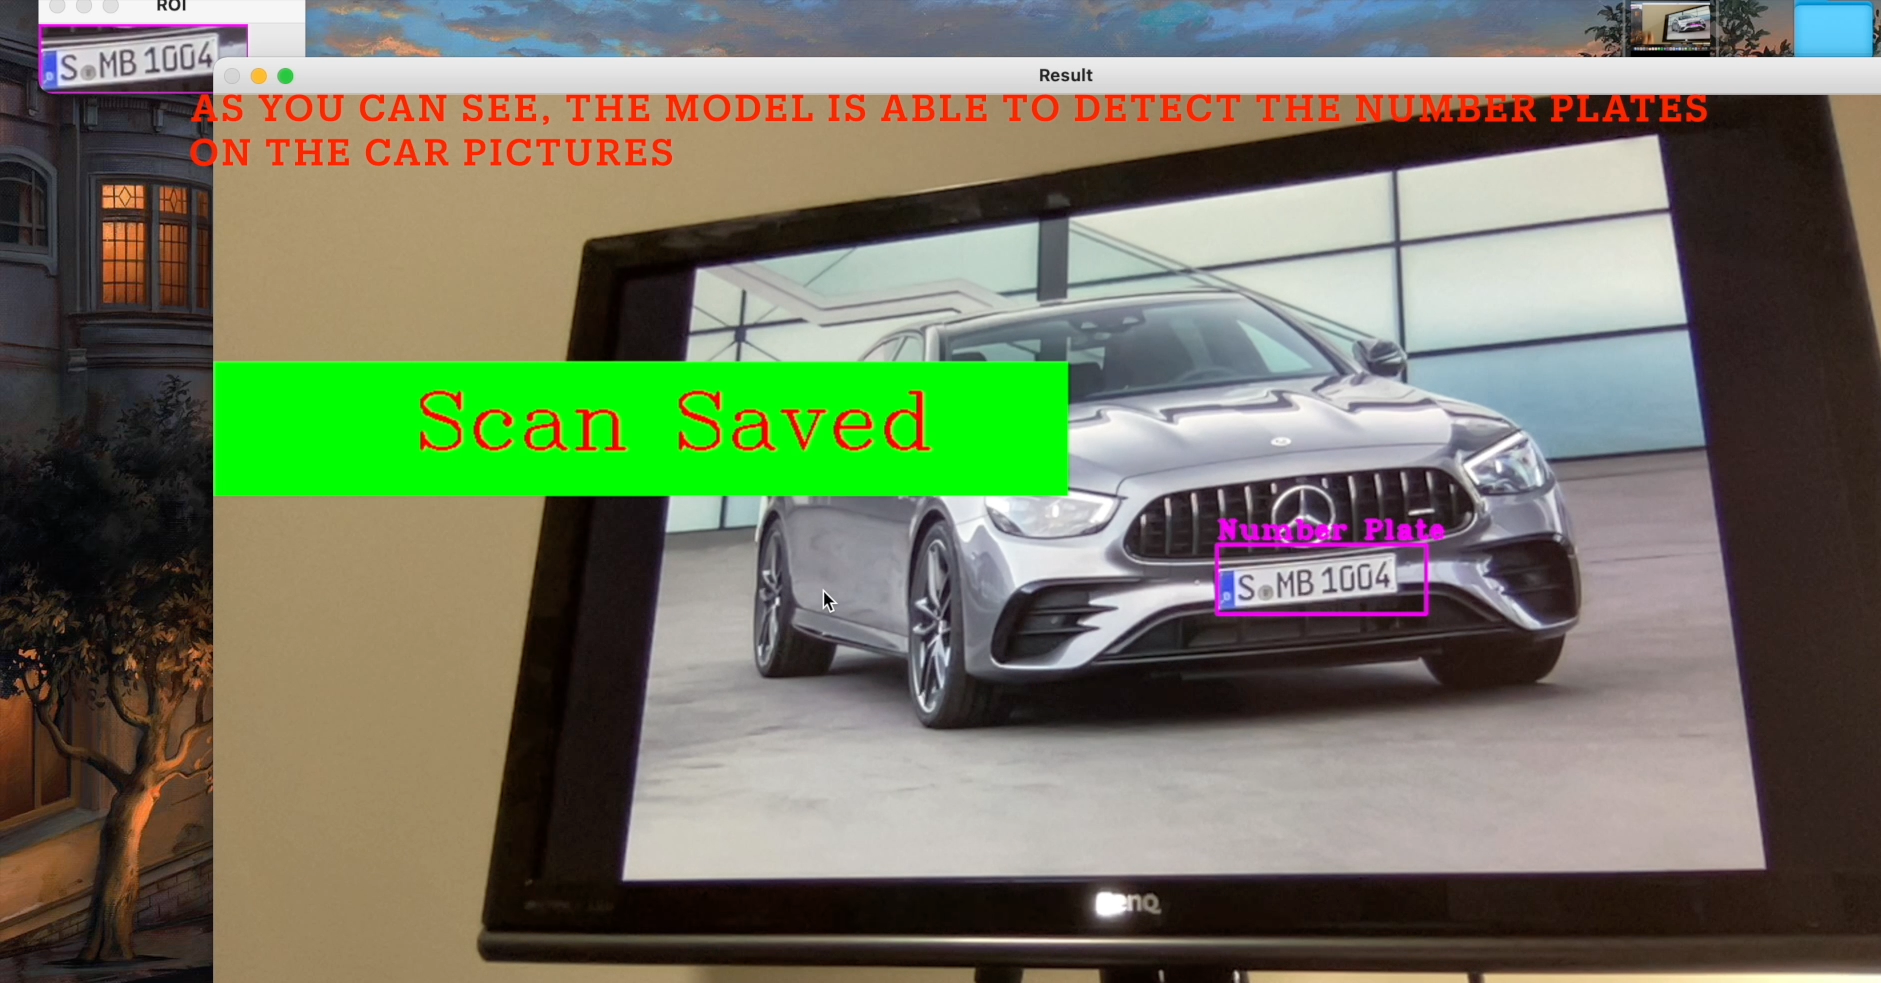 ROI
S MB 1004
Result
AS YOU CAN SEE, THE MODEL IS ABLE TO DETECT THE NUMBER PLATES
ON THE CAR PICTURES
Scan Saved
Number Plate
D
S MB 1004
BenQ